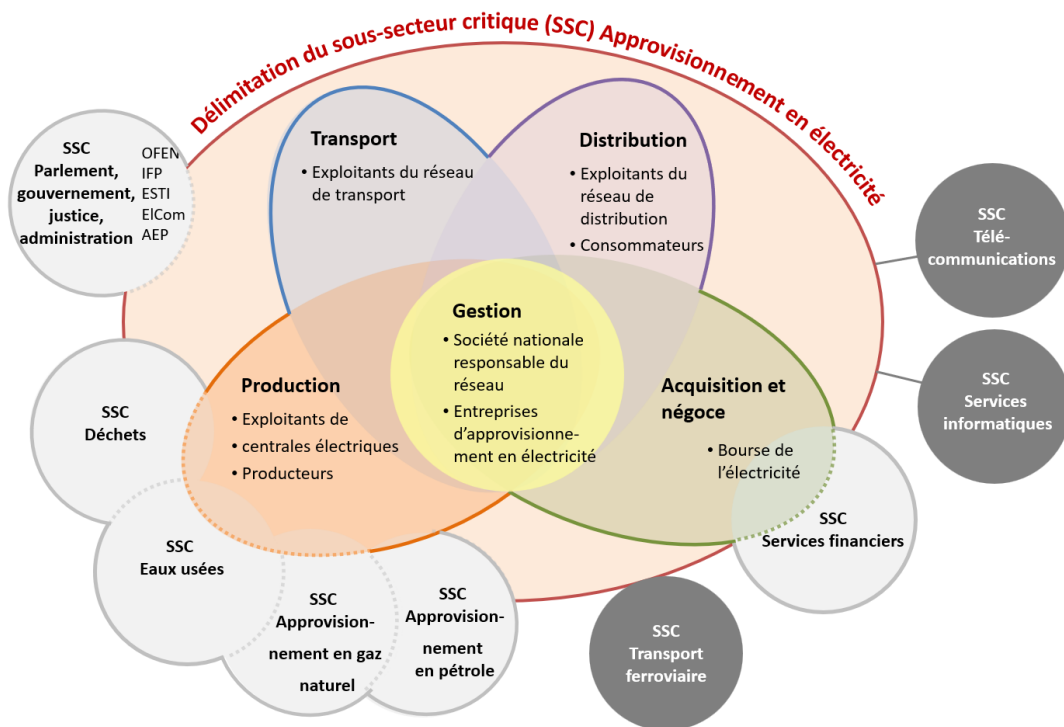 Délimitation du sous-secteur critique (SSC) Approvisionnement en électricité
SSC
Parlement,
gouvernement,
justice,
administration
OFEN
IFP
ESTI
ElCom
AEP
Transport
• Exploitants du réseau
de transport
Distribution
• Exploitants du
réseau de
distribution
• Consommateurs
SSC
Télé-
communications
Gestion
• Société nationale
responsable du
réseau
• Entreprises
d'approvisionne-
ment en électricité
Production
• Exploitants de
• centrales électriques
• Producteurs
Acquisition et
négoce
• Bourse de
l'électricité
SSC
Services
informatiques
SSC
Déchets
SSC
Eaux usées
SSC
Approvision-
nement en gaz
naturel
SSC
Approvision-
nement
en pétrole
SSC
Services financiers
SSC
Transport
ferroviaire